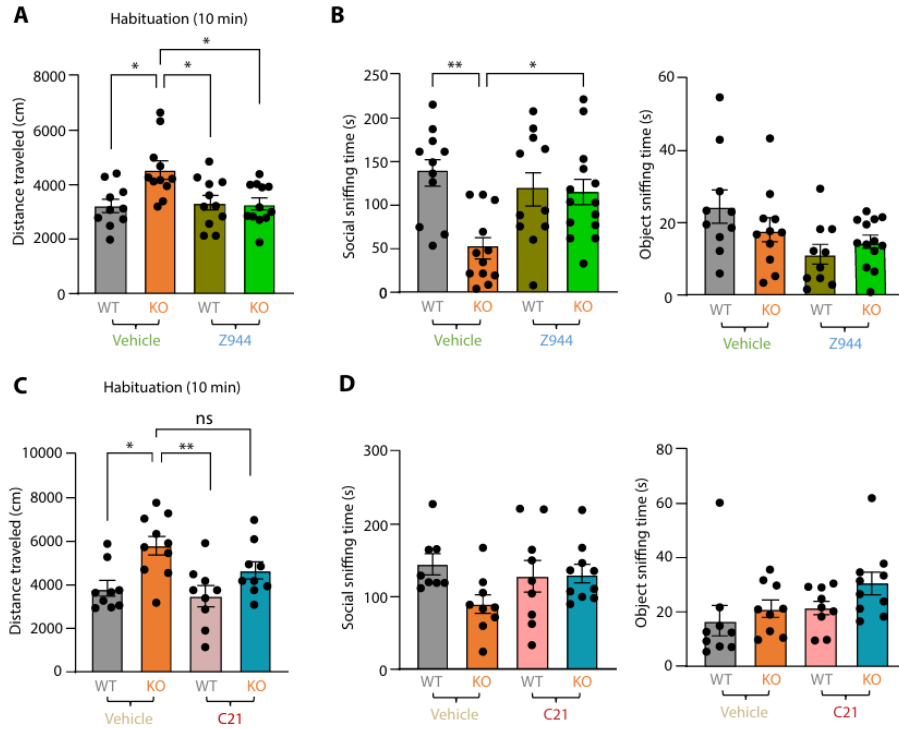 A
Habituation (10 min)
Distance traveled (cm)
8000
6000
4000
2000
0
* * *
WT KO WT KO
Vehicle Z944
B
Social sniffing time (s)
250
200
150
100
50
0
** *
WT KO WT KO
Vehicle Z944
Object sniffing time (s)
60
40
20
0
WT KO WT KO
Vehicle Z944
C
Habituation (10 min)
Distance traveled (cm)
10000
8000
6000
4000
2000
0
ns
* **
WT KO WT KO
Vehicle C21
D
Social sniffing time (s)
300
200
100
0
WT KO WT KO
Vehicle C21
Object sniffing time (s)
80
60
40
20
0
WT KO WT KO
Vehicle C21